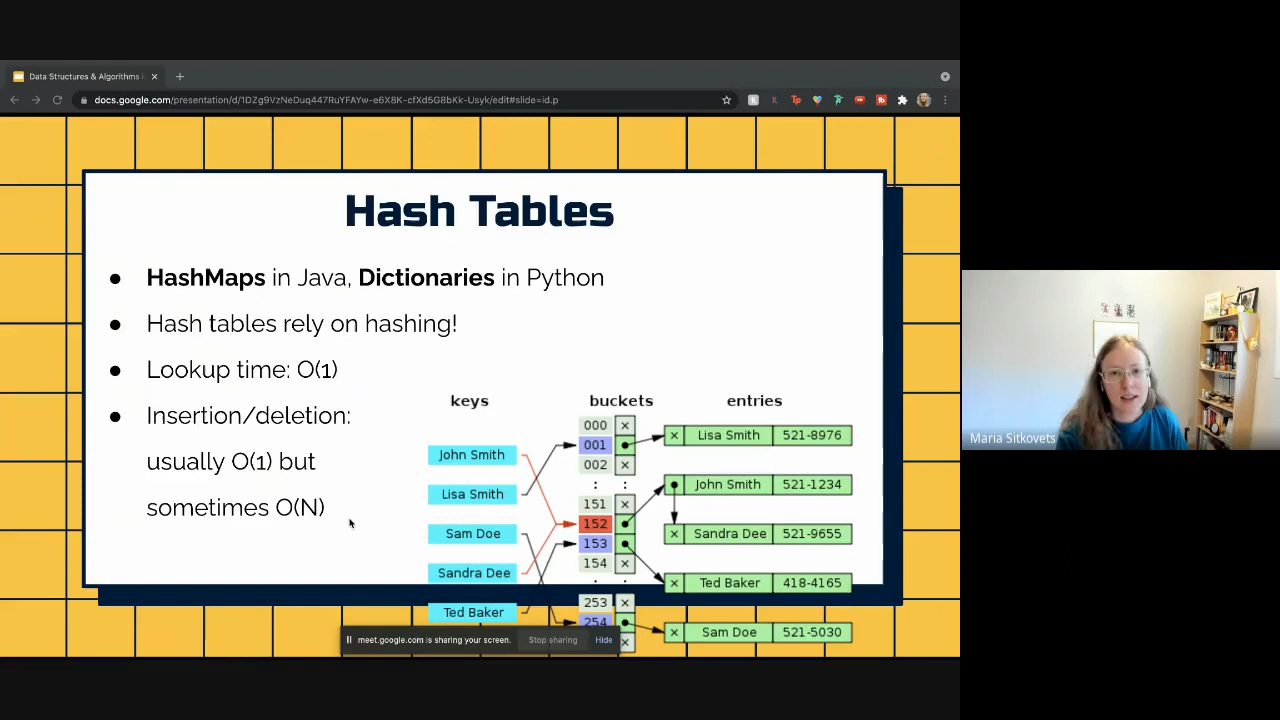 Data Structures & Algorithms i
docs.google.com/presentation/d/1DZg9VzNeDuq447RuYFAYw-e6X8K-cfXd5G8bKk-Usyk/edit#slide=id.p
Hash Tables
● HashMaps in Java, Dictionaries in Python
● Hash tables rely on hashing!
● Lookup time: O(1)
● Insertion/deletion:
usually O(1) but
sometimes O(N)
keys
John Smith
Lisa Smith
Sam Doe
Sandra Dee
Ted Baker
buckets
000 ×
001
002 ×
: :
151 ×
152
153
154 ×
: :
253 ×
254
×
entries
× Lisa Smith 521-8976
John Smith 521-1234
× Sandra Dee 521-9655
× Ted Baker 418-4165
× Sam Doe 521-5030
meet.google.com is sharing your screen. Stop sharing Hide
Maria Sitkovets